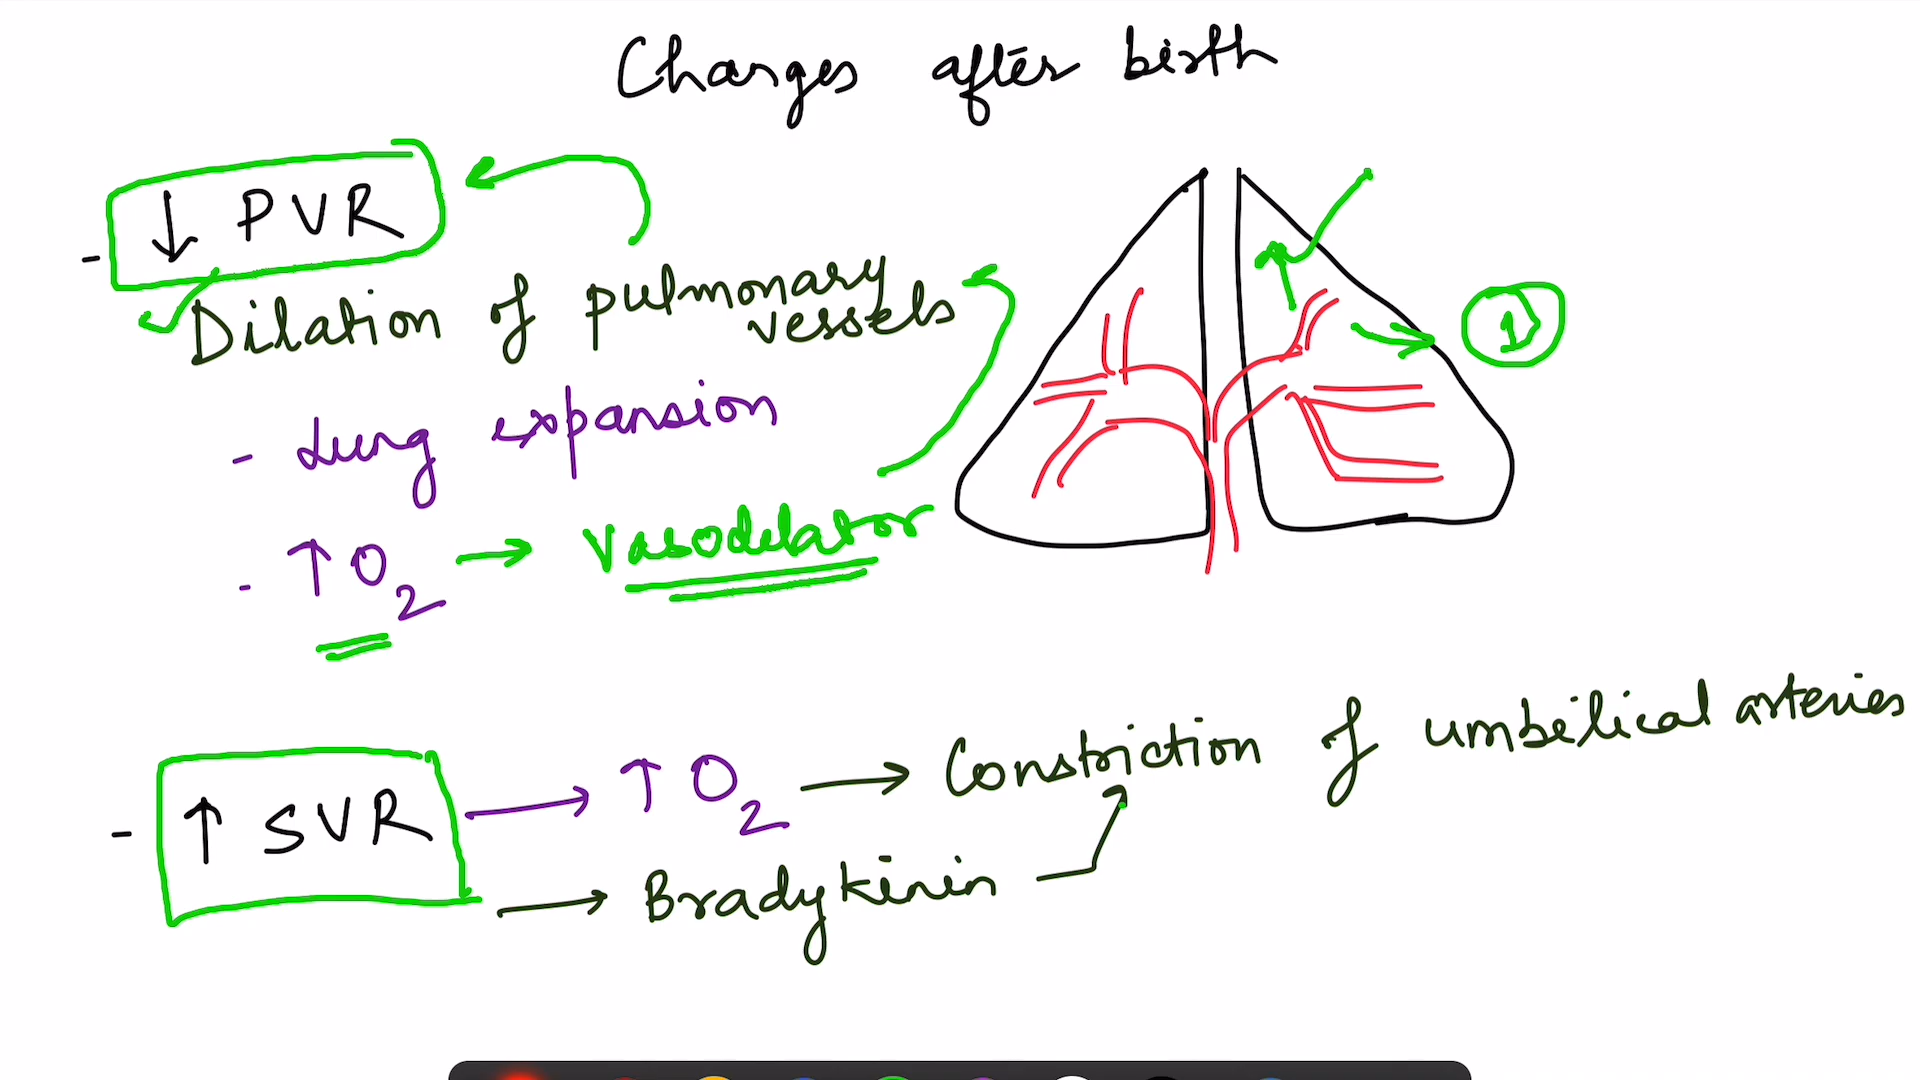 Changes after birth
- ↓ PVR
Dilation of pulmonary
vessels
- Lung expansion
- ↑ O2 → Vasodelator
1
- ↑ SVR → ↑ O2 → Constriction of umbilical arteries
→ Bradykinin